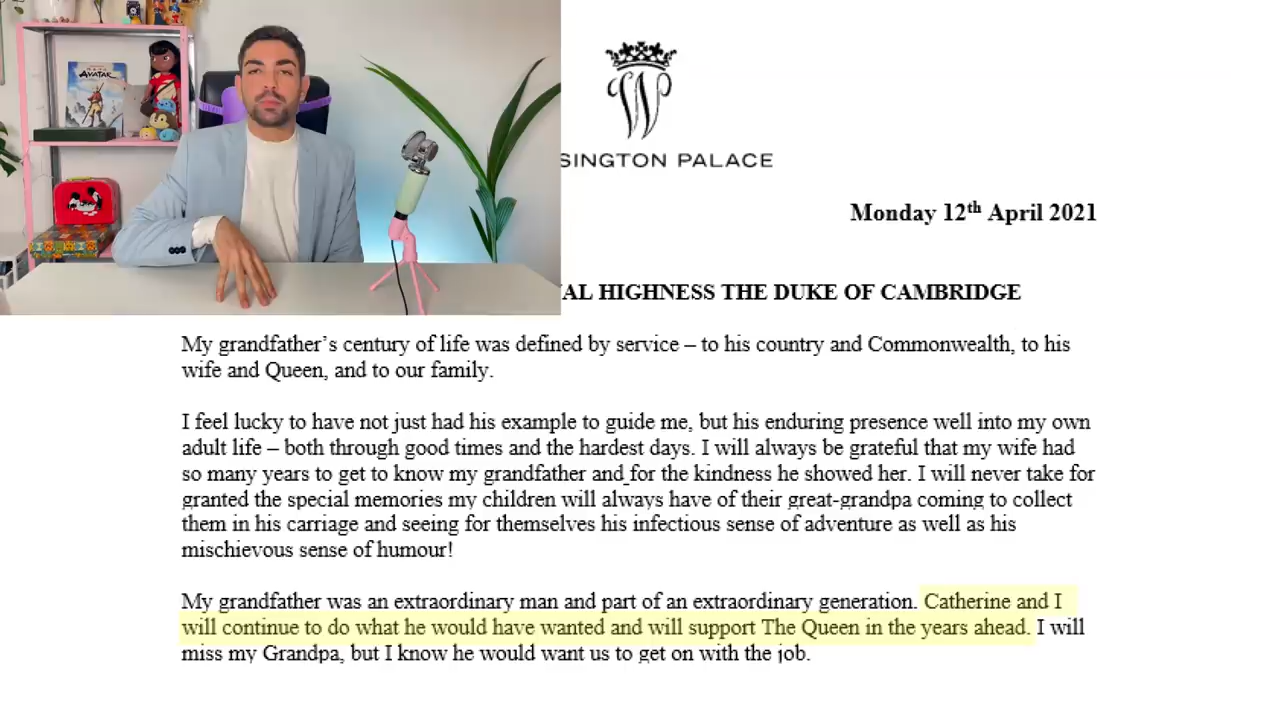 AVATAR
SINGTON PALACE
Monday 12th April 2021
AL HIGHNESS THE DUKE OF CAMBRIDGE
My grandfather’s century of life was defined by service – to his country and Commonwealth, to his
wife and Queen, and to our family.
I feel lucky to have not just had his example to guide me, but his enduring presence well into my own
adult life – both through good times and the hardest days. I will always be grateful that my wife had
so many years to get to know my grandfather and for the kindness he showed her. I will never take for
granted the special memories my children will always have of their great-grandpa coming to collect
them in his carriage and seeing for themselves his infectious sense of adventure as well as his
mischievous sense of humour!
My grandfather was an extraordinary man and part of an extraordinary generation. Catherine and I
will continue to do what he would have wanted and will support The Queen in the years ahead. I will
miss my Grandpa, but I know he would want us to get on with the job.